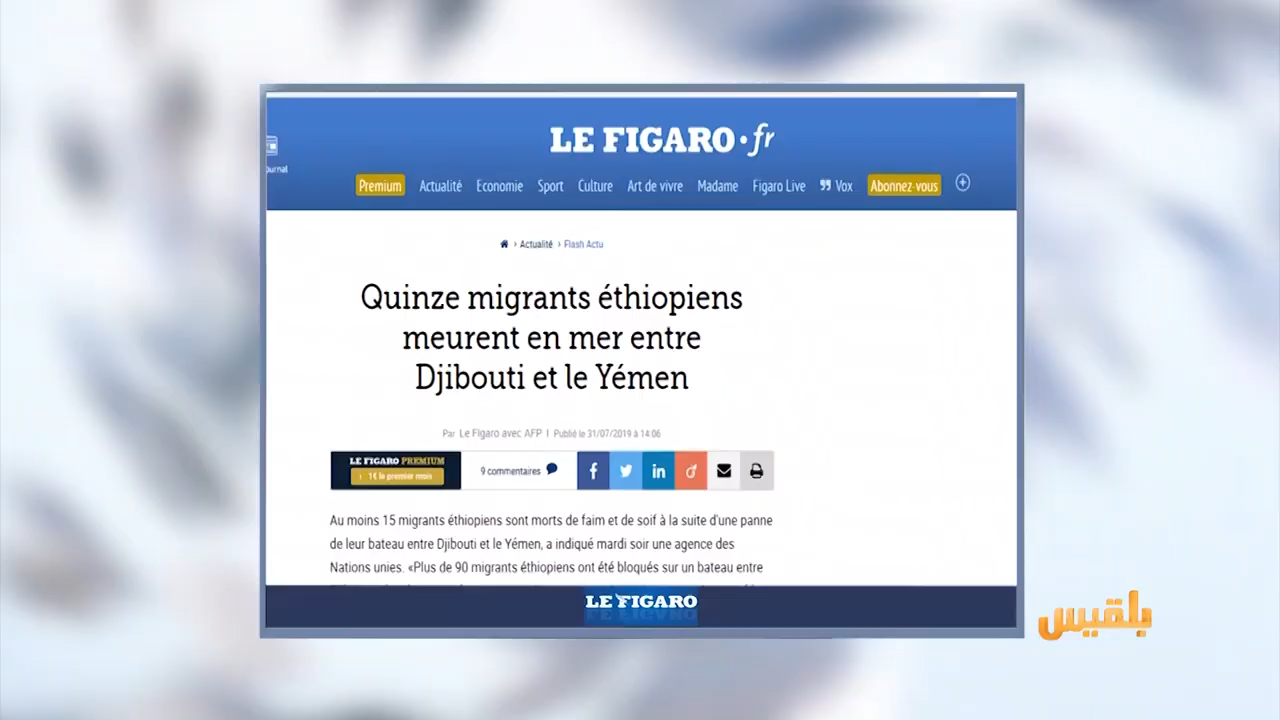 LE FIGARO·fr
urnal
Premium Actualité Economie Sport Culture Art de vivre Madame Figaro Live Vox Abonnez-vous
Actualité > Flash Actu
Quinze migrants éthiopiens
meurent en mer entre
Djibouti et le Yémen
Par Le Figaro avec AFP | Publié le 31/07/2019 à 14:06
LE FIGARO PREMIUM
1€ le premier mois
9 commentaires
Au moins 15 migrants éthiopiens sont morts de faim et de soif à la suite d'une panne
de leur bateau entre Djibouti et le Yémen, a indiqué mardi soir une agence des
Nations unies. «Plus de 90 migrants éthiopiens ont été bloqués sur un bateau entre
LE FIGARO
بلقيس